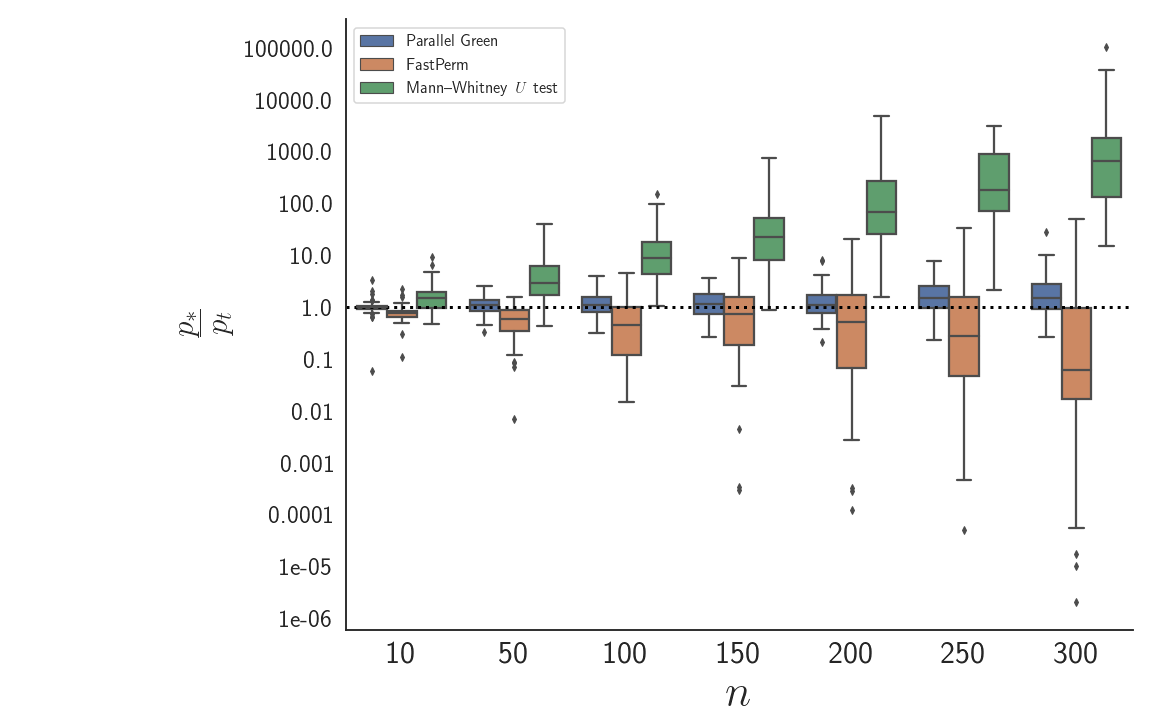 Parallel Green
FastPerm
Mann–Whitney U test
100000.0
10000.0
1000.0
100.0
10.0
1.0
0.1
0.01
0.001
0.0001
1e-05
1e-06
p*
pt
10 50 100 150 200 250 300
n